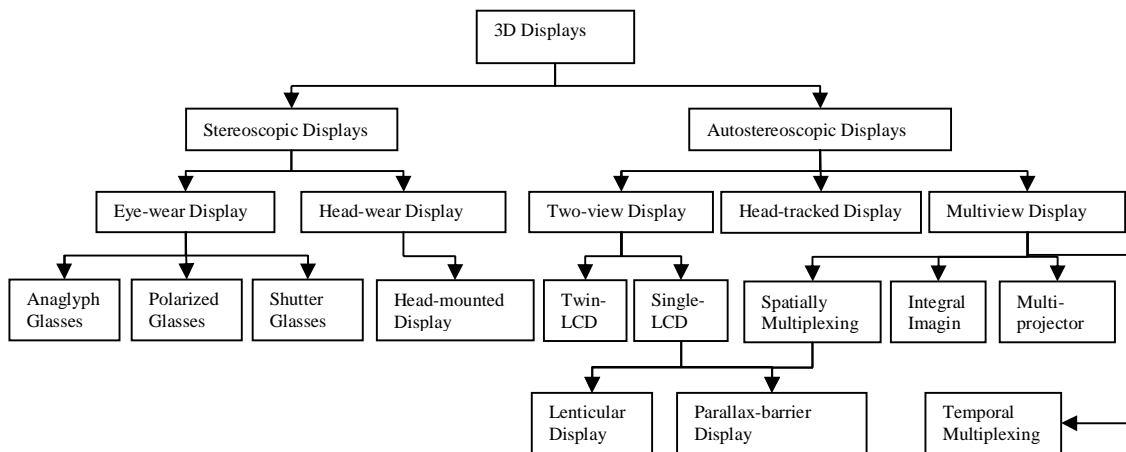 3D Displays
Stereoscopic Displays
Autostereoscopic Displays
Eye-wear Display
Head-wear Display
Two-view Display
Head-tracked Display
Multiview Display
Anaglyph
Glasses
Polarized
Glasses
Shutter
Glasses
Head-mounted
Display
Twin-
LCD
Single-
LCD
Spatially
Multiplexing
Integral
Imagin
Multi-
projector
Lenticular
Display
Parallax-barrier
Display
Temporal
Multiplexing